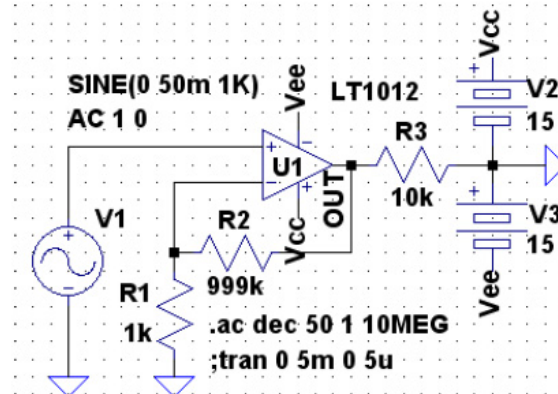 SINE(0 50m 1K)
AC 1 0
Vee
LT1012
Vcc
V2
15
R3
10k
+
-
U1
-
+
OUT
Vcc
V1
+
-
R2
999k
R1
1k
+
+
V3
15
Vee
.ac dec 50 1 10MEG
;tran 0 5m 0 5u